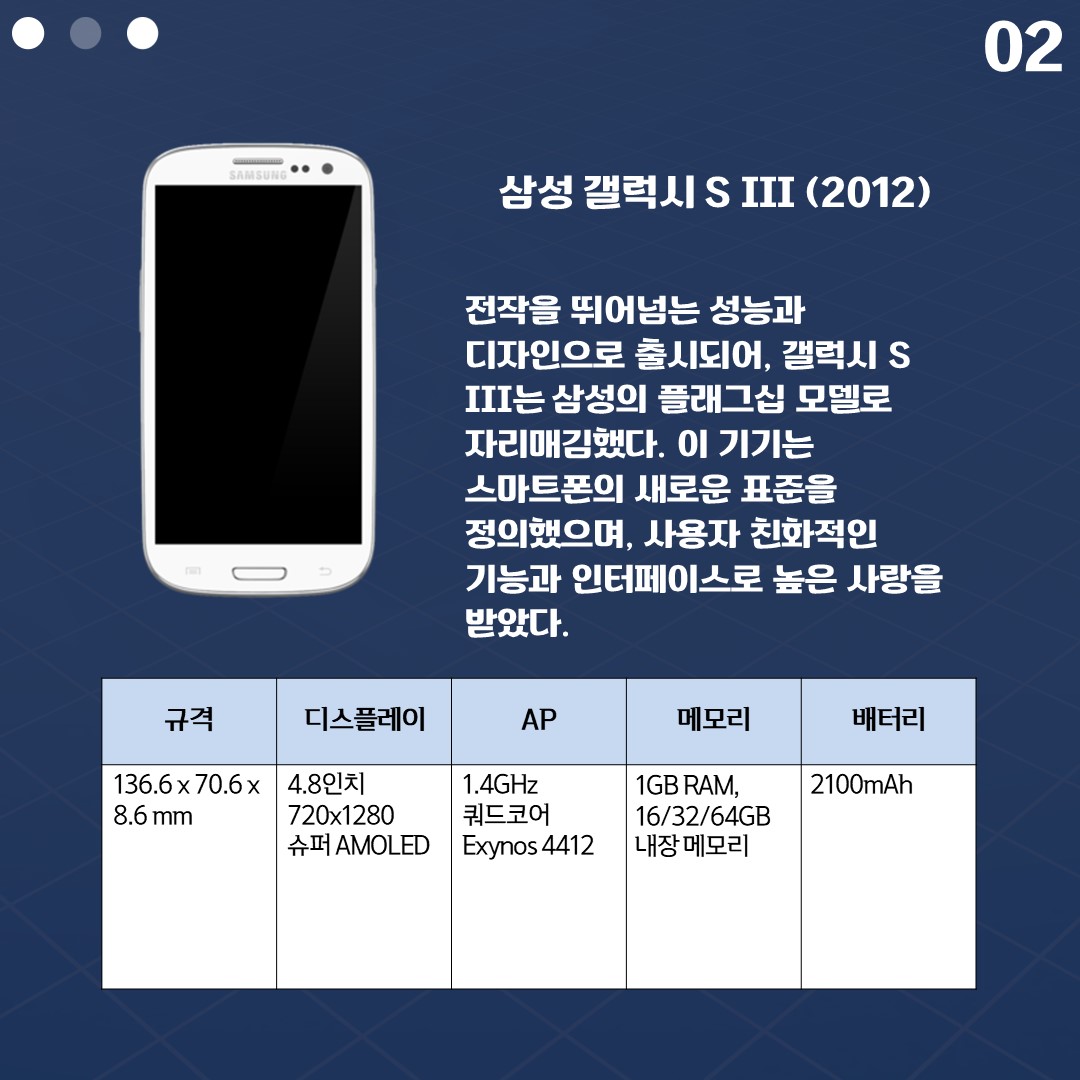 02
SAMSUNG
삼성 갤럭시 S III (2012)
전작을 뛰어넘는 성능과
디자인으로 출시되어, 갤럭시 S
III는 삼성의 플래그십 모델로
자리매김했다. 이 기기는
스마트폰의 새로운 표준을
정의했으며, 사용자 친화적인
기능과 인터페이스로 높은 사랑을
받았다.
규격
디스플레이
AP
메모리
배터리
136.6 x 70.6 x
8.6 mm
4.8인치
720x1280
슈퍼 AMOLED
1.4GHz
쿼드코어
Exynos 4412
1GB RAM,
16/32/64GB
내장 메모리
2100mAh